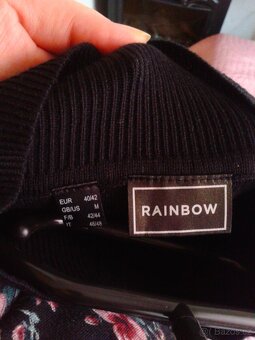 EUR 40/42
GB/US M
F/B 42/44
IT 46/48
RAINBOW